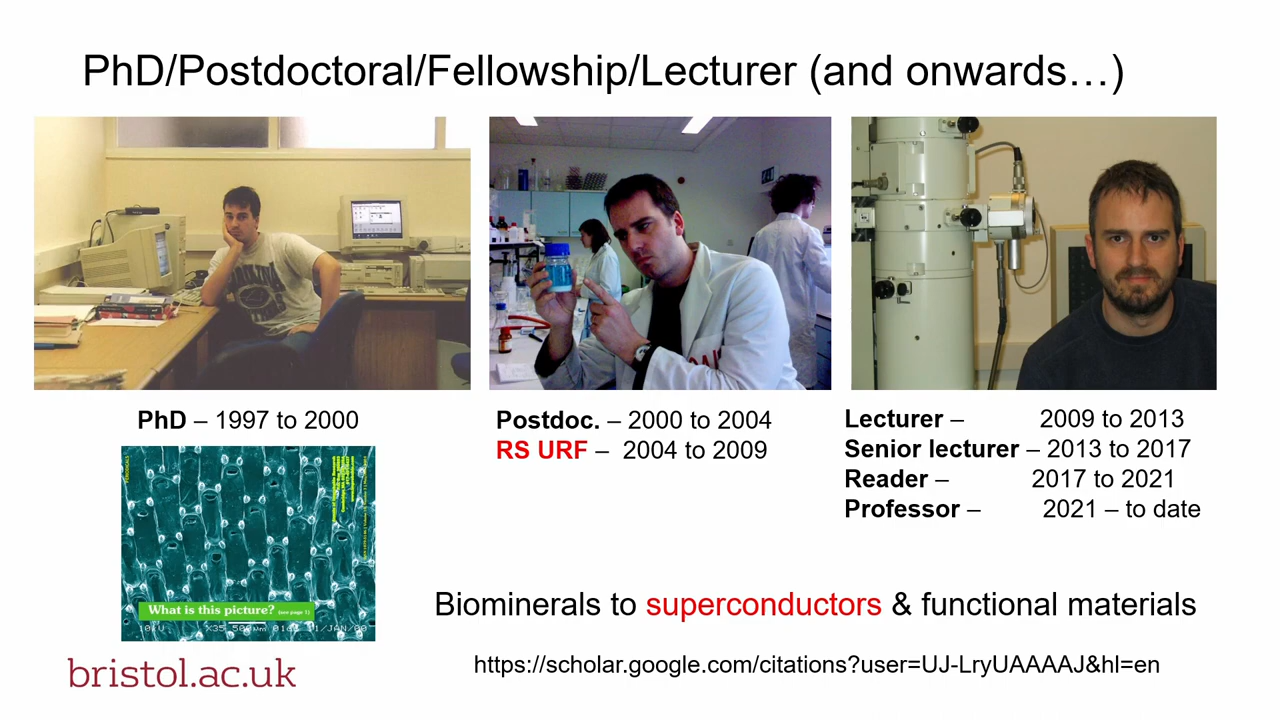 PhD/Postdoctoral/Fellowship/Lecturer (and onwards…)
PhD – 1997 to 2000
Postdoc. – 2000 to 2004
RS URF – 2004 to 2009
Lecturer – 2009 to 2013
Senior lecturer – 2013 to 2017
Reader – 2017 to 2021
Professor – 2021 – to date
What is this picture? (see page 1)
Biominerals to superconductors & functional materials
https://scholar.google.com/citations?user=UJ-LryUAAAAJ&hl=en
bristol.ac.uk